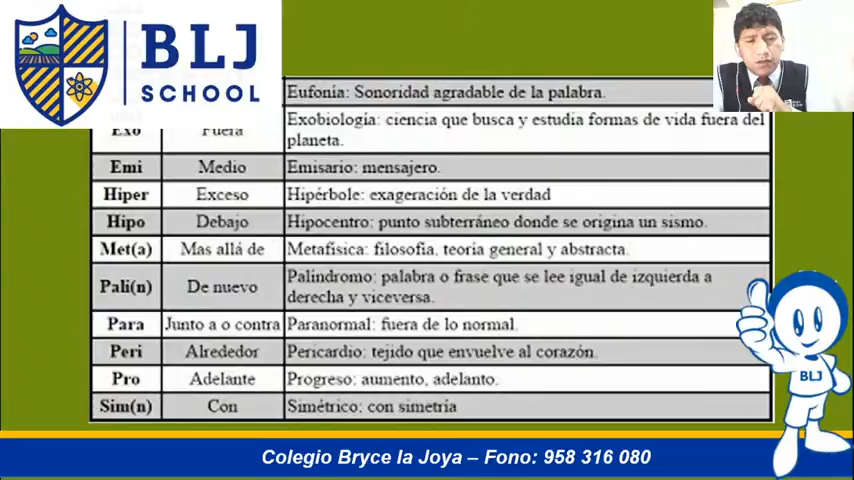 BLJ
SCHOOL
Eufonía: Sonoridad agradable de la palabra.
Exo Fuera Exobiología: ciencia que busca y estudia formas de vida fuera del
planeta.
Emi Medio Emisario: mensajero.
Hiper Exceso Hipérbole: exageración de la verdad
Hipo Debajo Hipocentro: punto subterráneo donde se origina un sismo.
Met(a) Mas allá de Metafísica: filosofía, teoría general y abstracta.
Pali(n) De nuevo Palíndromo: palabra o frase que se lee igual de izquierda a
derecha y viceversa.
Para Junto a o contra Paranormal: fuera de lo normal.
Peri Alrededor Pericardio: tejido que envuelve al corazón.
Pro Adelante Progreso: aumento, adelanto.
Sim(n) Con Simétrico: con simetría
BLJ
Colegio Bryce la Joya – Fono: 958 316 080